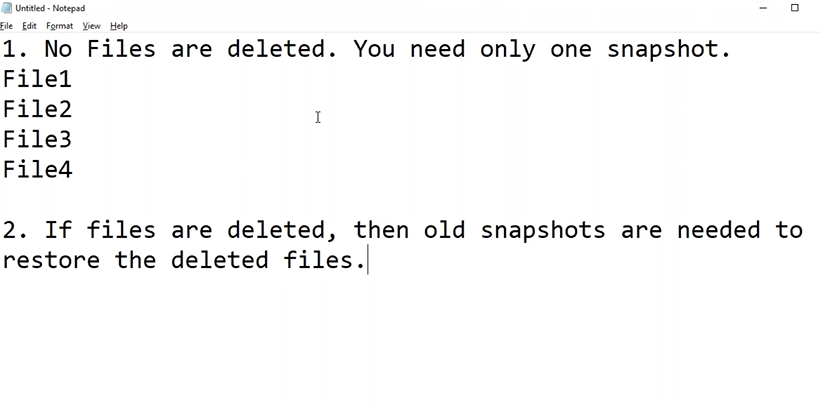 Untitled - Notepad
File Edit Format View Help
1. No Files are deleted. You need only one snapshot.
File1
File2
File3
File4
2. If files are deleted, then old snapshots are needed to
restore the deleted files.